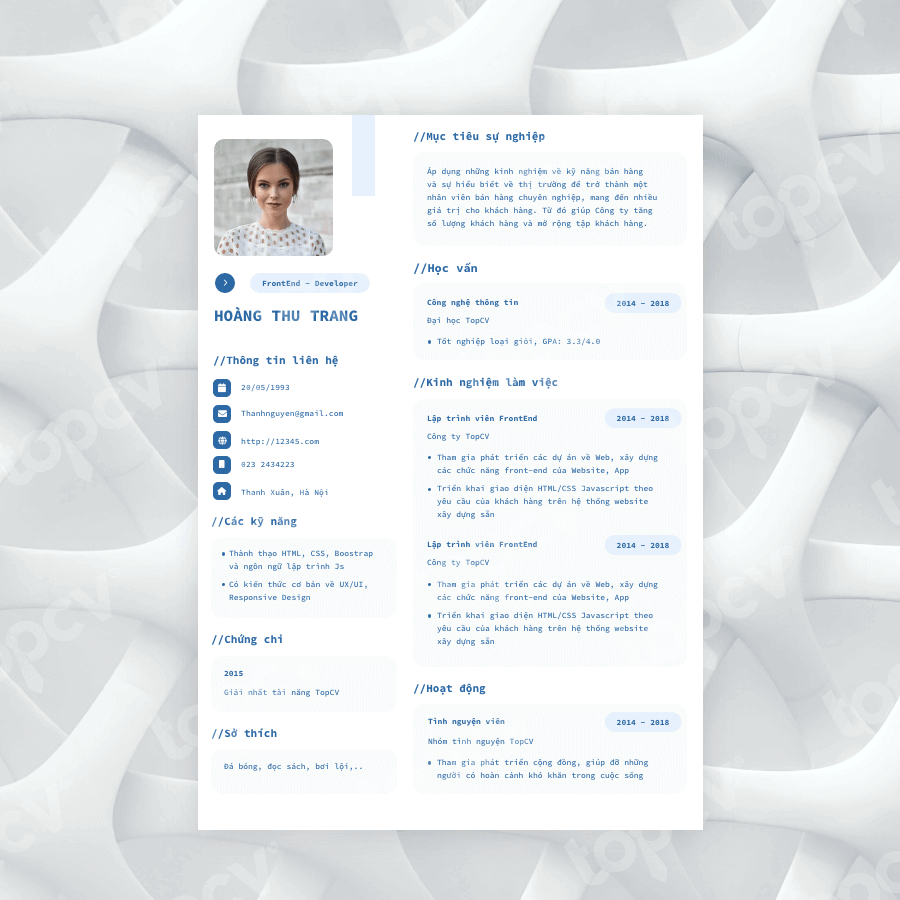 FrontEnd - Developer
HOÀNG THU TRANG
//Thông tin liên hệ
20/05/1993
Thanhnguyen@gmail.com
http://12345.com
023 2434223
Thanh Xuân, Hà Nội
//Các kỹ năng
• Thành thạo HTML, CSS, Boostrap
và ngôn ngữ lập trình Js
• Có kiến thức cơ bản về UX/UI,
Responsive Design
//Chứng chỉ
2015
Giải nhất tài năng TopCV
//Sở thích
Đá bóng, đọc sách, bơi lội,..
//Mục tiêu sự nghiệp
Áp dụng những kinh nghiệm về kỹ năng bán hàng
và sự hiểu biết về thị trường để trở thành một
nhân viên bán hàng chuyên nghiệp, mang đến nhiều
giá trị cho khách hàng. Từ đó giúp Công ty tăng
số lượng khách hàng và mở rộng tập khách hàng.
//Học vấn
Công nghệ thông tin
2014 - 2018
Đại học TopCV
• Tốt nghiệp loại giỏi, GPA: 3.3/4.0
//Kinh nghiệm làm việc
Lập trình viên FrontEnd
2014 - 2018
Công ty TopCV
• Tham gia phát triển các dự án về Web, xây dựng
các chức năng front-end của Website, App
• Triển khai giao diện HTML/CSS Javascript theo
yêu cầu của khách hàng trên hệ thống website
xây dựng sẵn
Lập trình viên FrontEnd
2014 - 2018
Công ty TopCV
• Tham gia phát triển các dự án về Web, xây dựng
các chức năng front-end của Website, App
• Triển khai giao diện HTML/CSS Javascript theo
yêu cầu của khách hàng trên hệ thống website
xây dựng sẵn
//Hoạt động
Tình nguyện viên
2014 - 2018
Nhóm tình nguyện TopCV
• Tham gia phát triển cộng đồng, giúp đỡ những
người có hoàn cảnh khó khăn trong cuộc sống
topcv